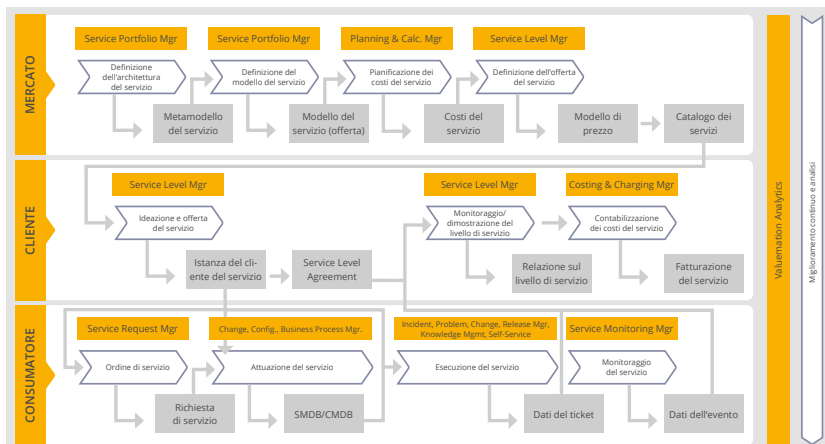 MERCATO
Service Portfolio Mgr
Service Portfolio Mgr
Planning & Calc. Mgr
Service Level Mgr
Definizione
dell'architettura
del servizio
Definizione del
modello del servizio
Pianificazione dei
costi del servizio
Definizione dell'offerta
del servizio
Metamodello
del servizio
Modello del
servizio (offerta)
Costi del
servizio
Modello di
prezzo
Catalogo dei
servizi
CLIENTE
Service Level Mgr
Service Level Mgr
Costing & Charging Mgr
Ideazione e offerta
del servizio
Monitoraggio/
dimostrazione del
livello di servizio
Contabilizzazione
dei costi del servizio
Istanza del cli-
ente del servizio
Service Level
Agreement
Relazione sul
livello di servizio
Fatturazione
del servizio
CONSUMATORE
Service Request Mgr
Change, Config., Business Process Mgr.
Incident, Problem, Change, Release Mgr,
Knowledge Mgmt, Self-Service
Service Monitoring Mgr
Ordine di servizio
Attuazione del servizio
Esecuzione del servizio
Monitoraggio
del servizio
Richiesta
di servizio
SMDB/CMDB
Dati del ticket
Dati dell'evento
Valuemation Analytics
Miglioramento continuo e analisi